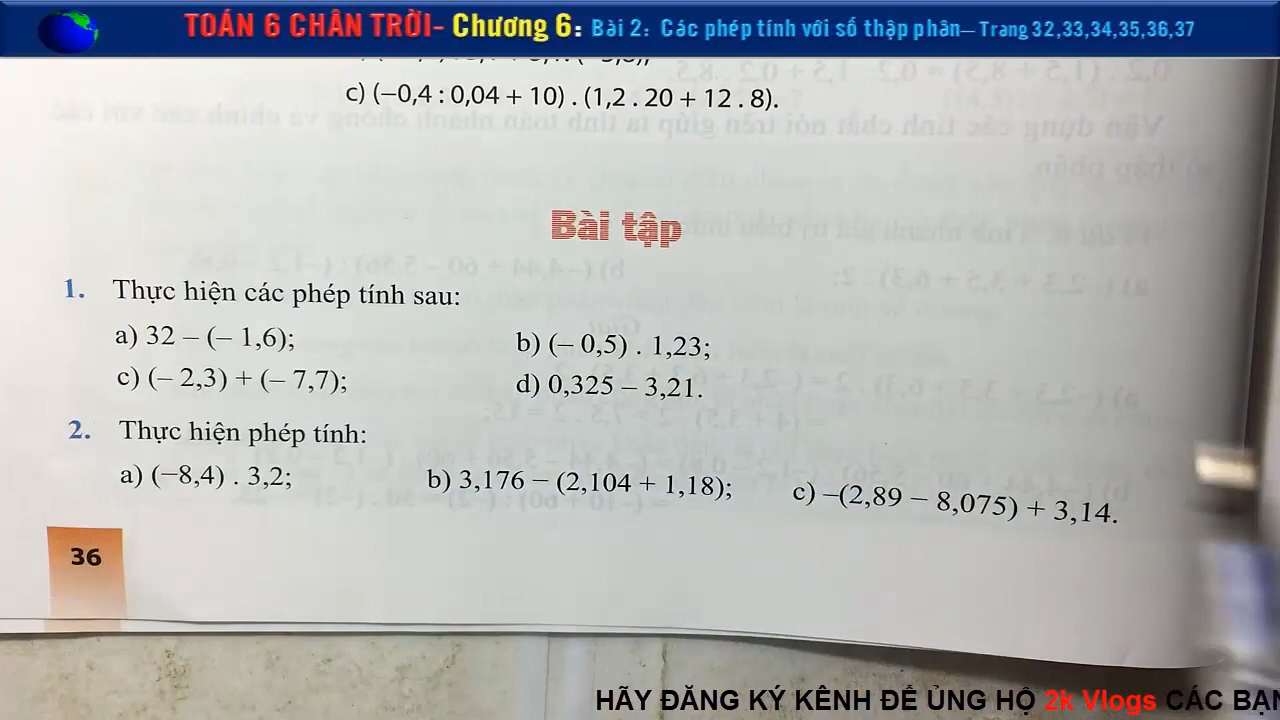 TOÁN 6 CHÂN TRỜI- Chương 6: Bài 2: Các phép tính với số thập phân– Trang 32,33,34,35,36,37
c) (−0,4 : 0,04 + 10) . (1,2 . 20 + 12 . 8).
Bài tập
1. Thực hiện các phép tính sau:
a) 32 – (– 1,6); b) (– 0,5) . 1,23;
c) (– 2,3) + (– 7,7); d) 0,325 – 3,21.
2. Thực hiện phép tính:
a) (−8,4) . 3,2; b) 3,176 − (2,104 + 1,18); c) –(2,89 − 8,075) + 3,14.
36
HÃY ĐĂNG KÝ KÊNH ĐỂ ỦNG HỘ 2k Vlogs CÁC BẠN